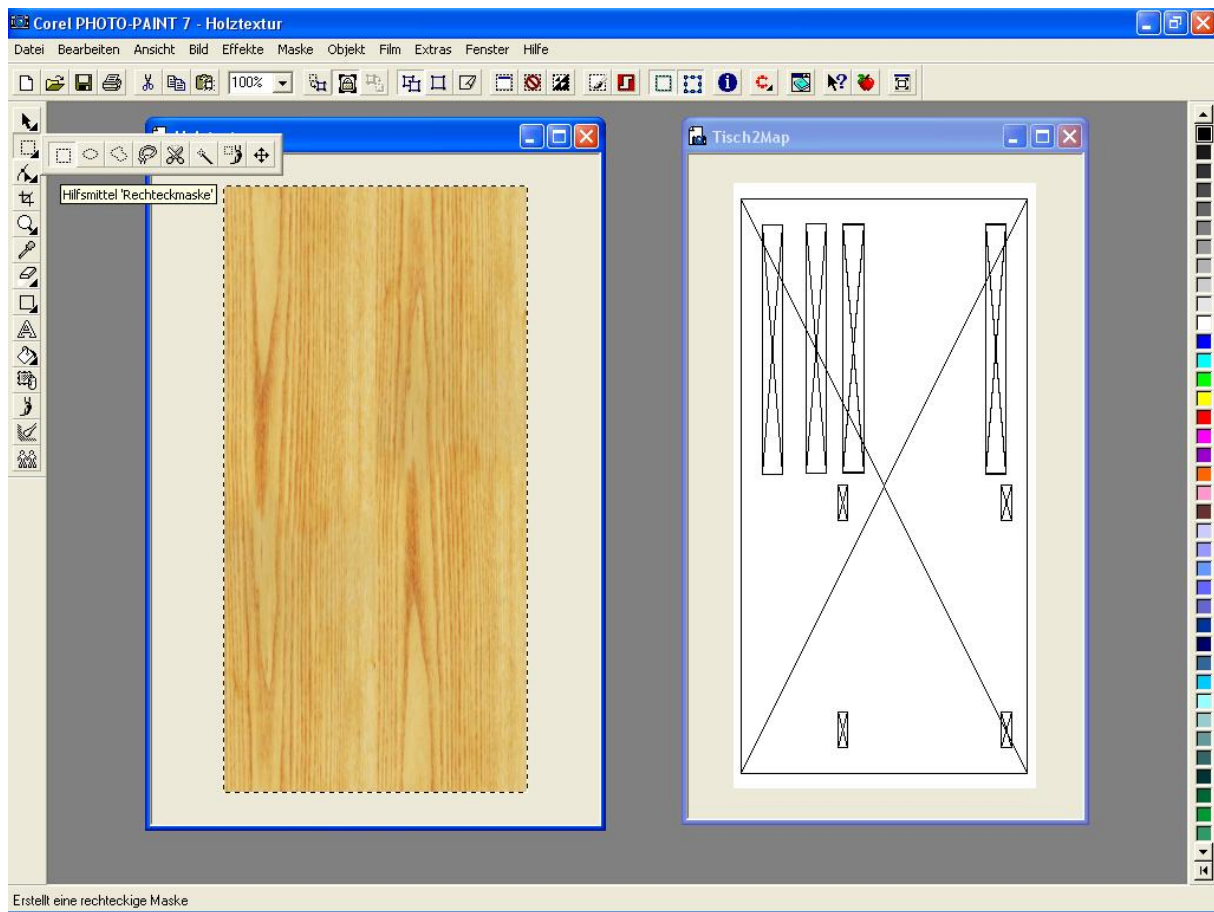 Corel PHOTO-PAINT 7 - Holztextur
Datei Bearbeiten Ansicht Bild Effekte Maske Objekt Film Extras Fenster Hilfe
100%
Tisch2Map
Hilfsmittel 'Rechteckmaske'
Erstellt eine rechteckige Maske